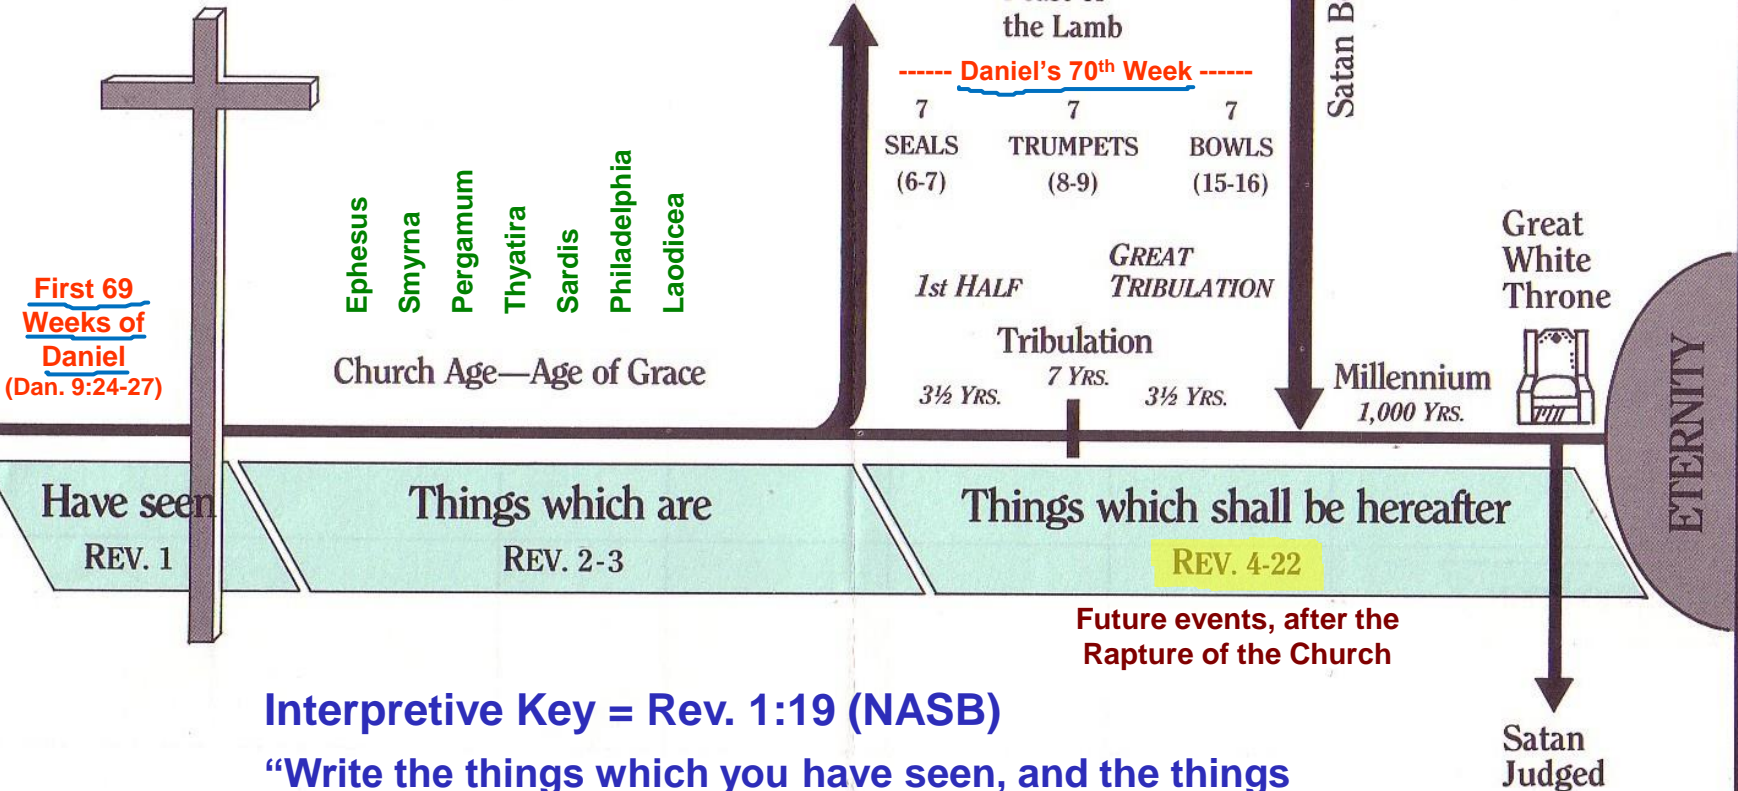 the Lamb
------ Daniel's 70th Week ------
7
SEALS
(6-7)
7
TRUMPETS
(8-9)
7
BOWLS
(15-16)
Satan
Ephesus
Smyrna
Pergamum
Thyatira
Sardis
Philadelphia
Laodicea
First 69
Weeks of
Daniel
(Dan. 9:24-27)
Church Age—Age of Grace
1st HALF
GREAT
TRIBULATION
Tribulation
7 YRS.
3½ YRS.
3½ YRS.
Millennium
1,000 YRS.
Great
White
Throne
ETERNITY
Have seen
REV. 1
Things which are
REV. 2-3
Things which shall be hereafter
REV. 4-22
Future events, after the
Rapture of the Church
Interpretive Key = Rev. 1:19 (NASB)
“Write the things which you have seen, and the things
Satan
Judged